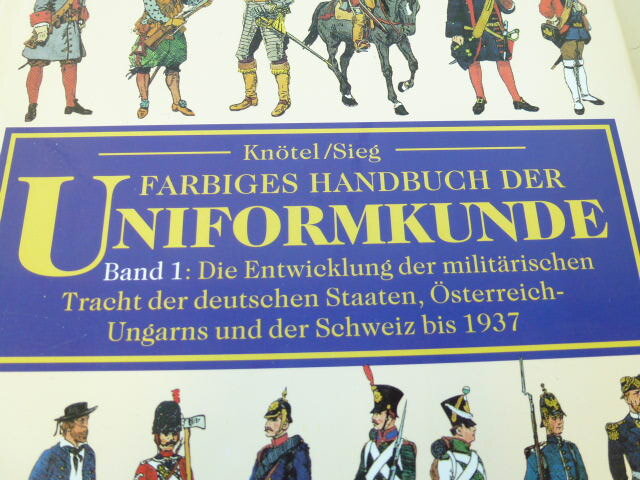 Knötel/Sieg
FARBIGES HANDBUCH DER
UNIFORMKUNDE
Band 1: Die Entwicklung der militärischen
Tracht der deutschen Staaten, Österreich-
Ungarns und der Schweiz bis 1937